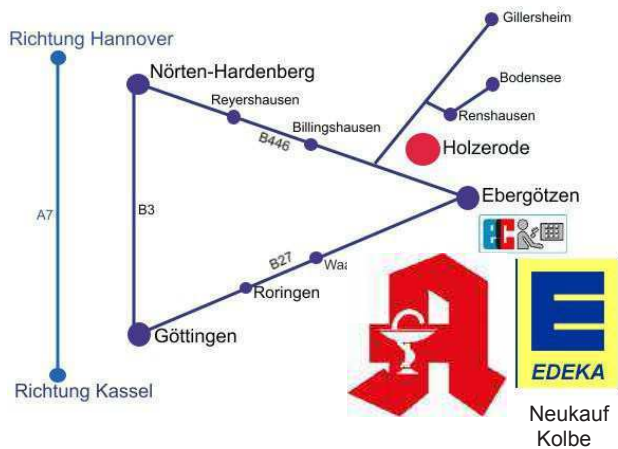 Gillersheim
Richtung Hannover
Nörten-Hardenberg
Bodensee
Reyershausen
Renshausen
Billingshausen
B446
Holzerode
Ebergötzen
A7
B3
EC
B27
Roringen
Göttingen
EDEKA
Richtung Kassel
Neukauf
Kolbe